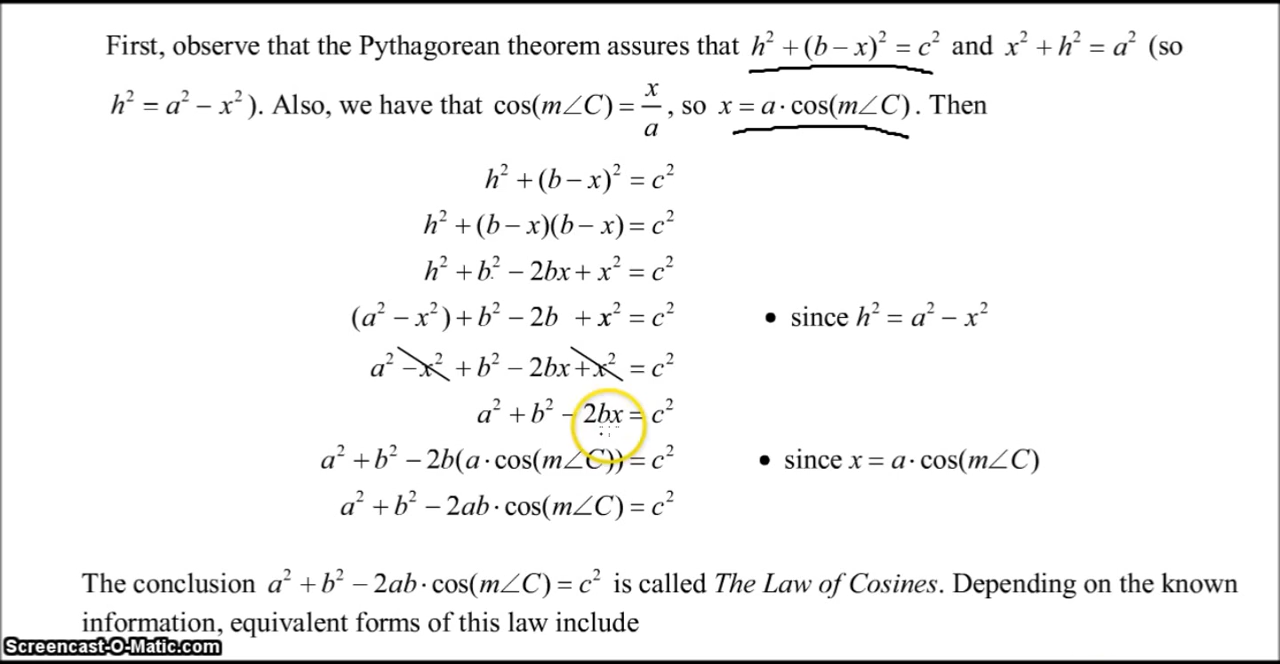 First, observe that the Pythagorean theorem assures that h² + (b − x)² = c² and x² + h² = a² (so
h² = a² − x²). Also, we have that cos(m∠C) = x/a, so x = a · cos(m∠C). Then
h² + (b − x)² = c²
h² + (b − x)(b − x) = c²
h² + b² − 2bx + x² = c²
(a² − x²) + b² − 2b + x² = c² • since h² = a² − x²
a² − x² + b² − 2bx + x² = c²
a² + b² − 2bx = c²
a² + b² − 2b(a · cos(m∠C)) = c² • since x = a · cos(m∠C)
a² + b² − 2ab · cos(m∠C) = c²
The conclusion a² + b² − 2ab · cos(m∠C) = c² is called The Law of Cosines. Depending on the known
information, equivalent forms of this law include
Screencast-O-Matic.com